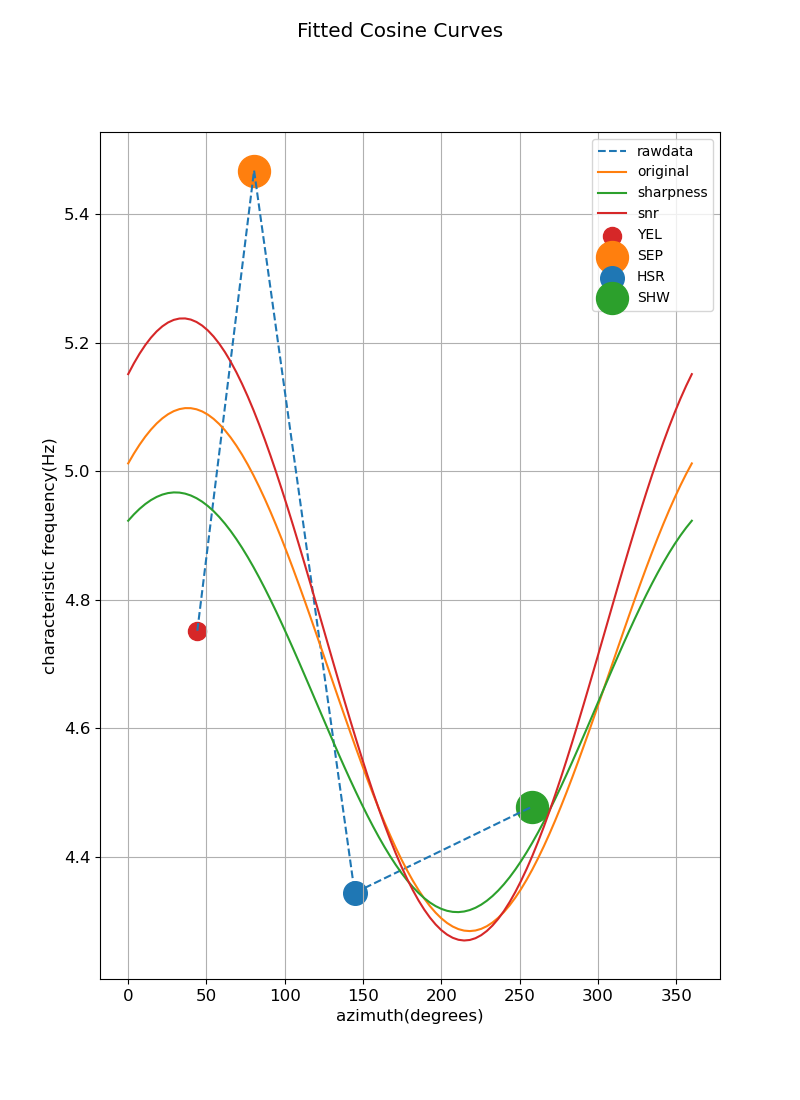 Fitted Cosine Curves
rawdata
original
sharpness
snr
YEL
SEP
HSR
SHW
characteristic frequency(Hz)
5.4
5.2
5.0
4.8
4.6
4.4
0 50 100 150 200 250 300 350
azimuth(degrees)